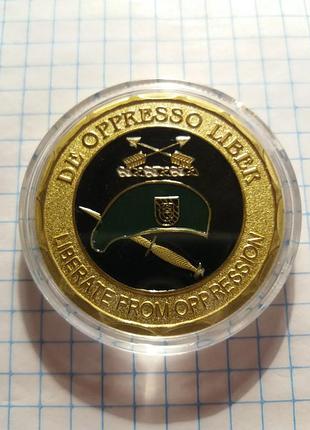 DE OPPRESSO LIBER
LIBERATE FROM OPPRESSION